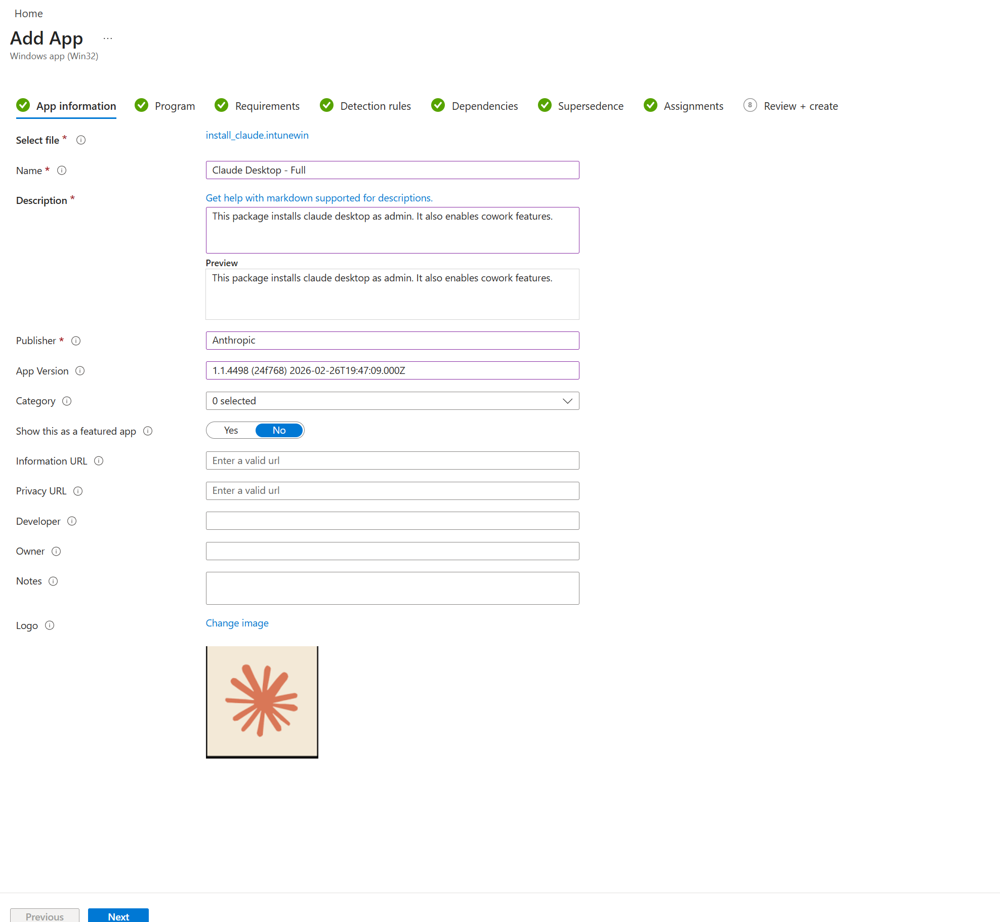 Home
Add App ...
Windows app (Win32)
App information Program Requirements Detection rules Dependencies Supersedence Assignments 8 Review + create
Select file * install_claude.intunewin
Name * Claude Desktop - Full
Description * Get help with markdown supported for descriptions.
This package installs claude desktop as admin. It also enables cowork features.
Preview
This package installs claude desktop as admin. It also enables cowork features.
Publisher * Anthropic
App Version 1.1.4498 (24f768) 2026-02-26T19:47:09.000Z
Category 0 selected
Show this as a featured app Yes No
Information URL Enter a valid url
Privacy URL Enter a valid url
Developer
Owner
Notes
Logo Change image
Previous Next